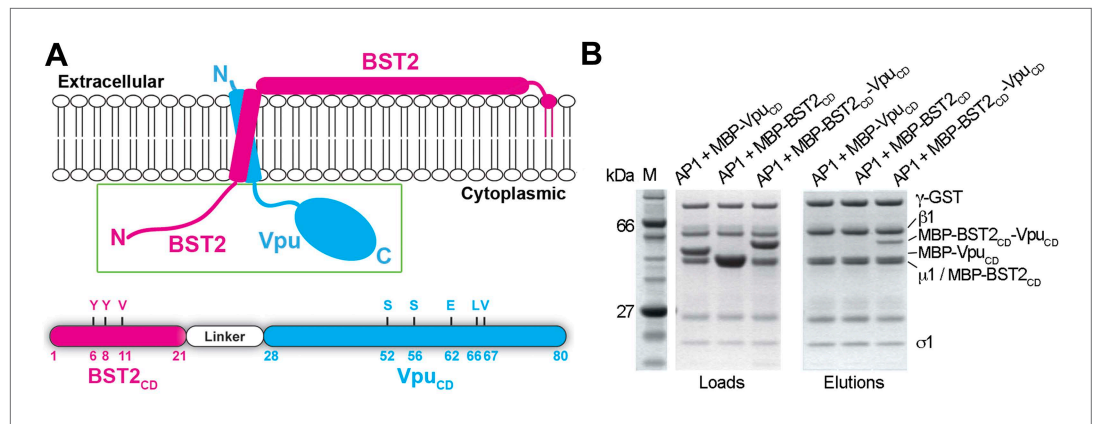 A
Extracellular
N
BST2
Cytoplasmic
N
BST2
Vpu
C
Y Y V
S S E LV
Linker
1 6 8 11 21 28 52 56 62 66 67 80
BST2CD
VpuCD
B
kDa M
AP1 + MBP-VpuCD
AP1 + MBP-BST2CD
AP1 + MBP-BST2CD-VpuCD
AP1 + MBP-VpuCD
AP1 + MBP-BST2CD
AP1 + MBP-BST2CD-VpuCD
66
27
γ-GST
β1
MBP-BST2CD-VpuCD
MBP-VpuCD
μ1 / MBP-BST2CD
σ1
Loads
Elutions